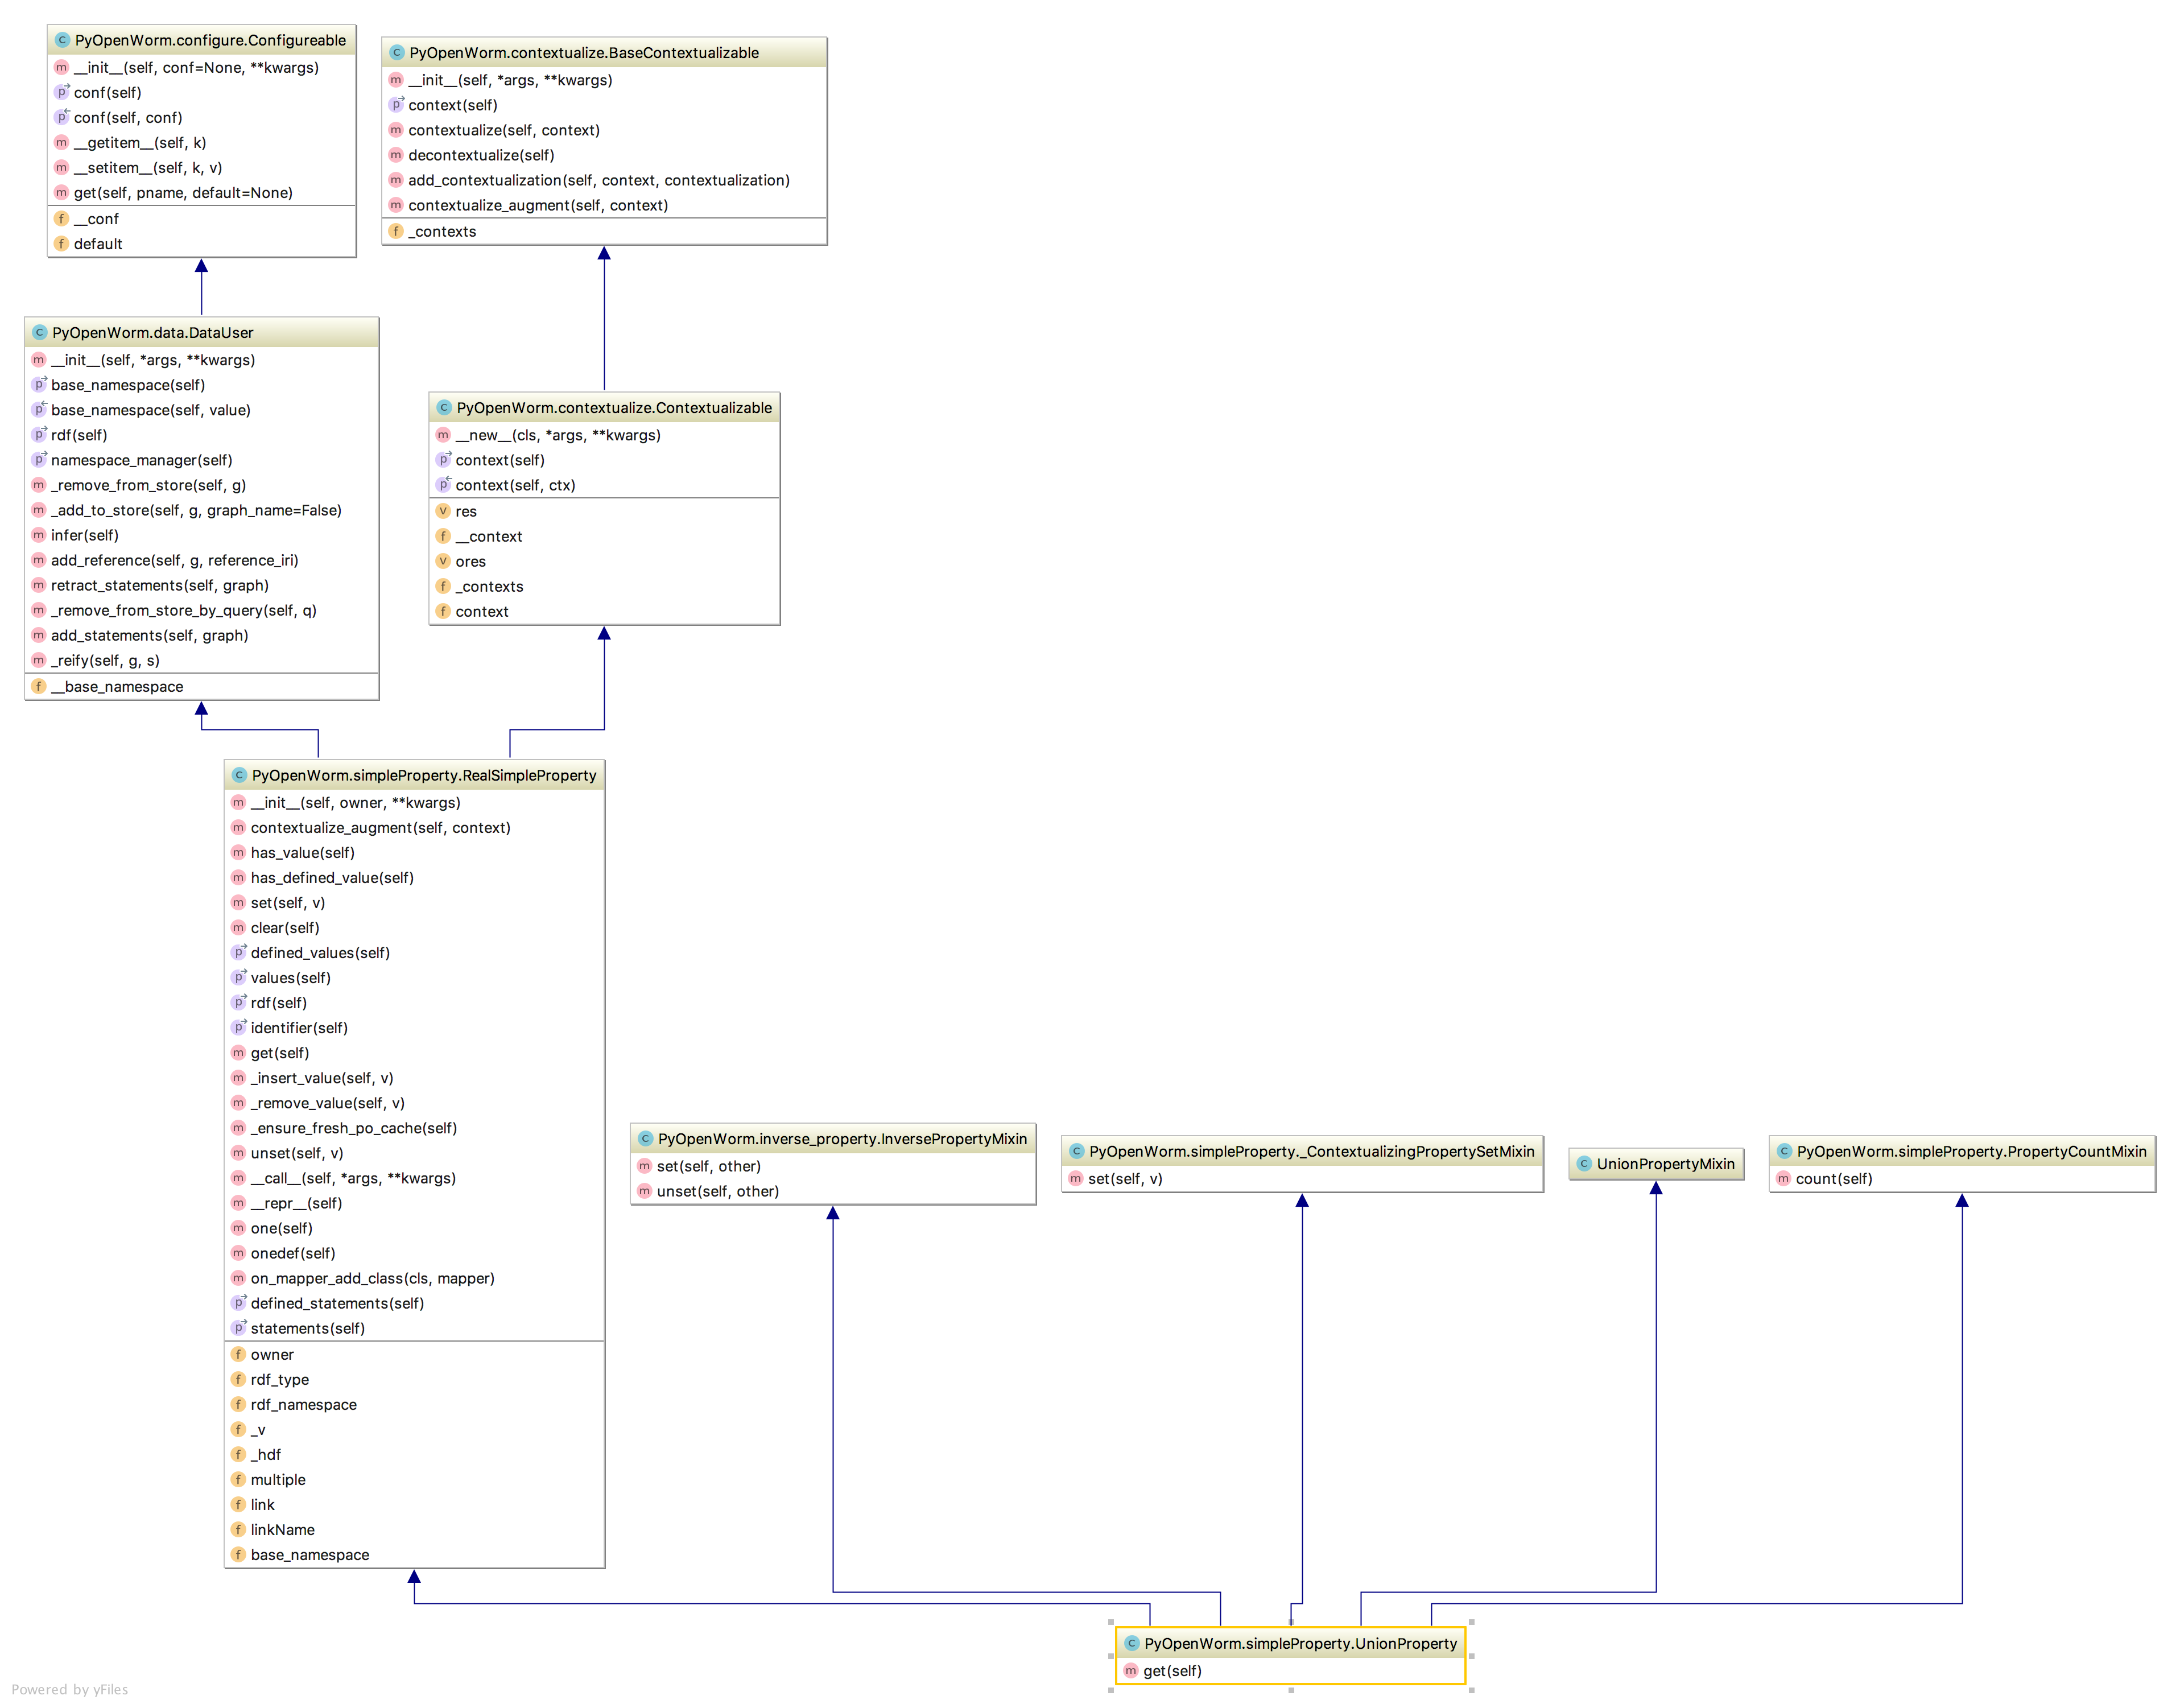 PyOpenWorm.configure.Configureable
__init__(self, conf=None, **kwargs)
conf(self)
conf(self, conf)
__getitem__(self, k)
__setitem__(self, k, v)
get(self, pname, default=None)
__conf
default
PyOpenWorm.contextualize.BaseContextualizable
__init__(self, *args, **kwargs)
context(self)
contextualize(self, context)
decontextualize(self)
add_contextualization(self, context, contextualization)
contextualize_augment(self, context)
_contexts
PyOpenWorm.data.DataUser
__init__(self, *args, **kwargs)
base_namespace(self)
base_namespace(self, value)
rdf(self)
namespace_manager(self)
_remove_from_store(self, g)
_add_to_store(self, g, graph_name=False)
infer(self)
add_reference(self, g, reference_iri)
retract_statements(self, graph)
_remove_from_store_by_query(self, q)
add_statements(self, graph)
_reify(self, g, s)
__base_namespace
PyOpenWorm.contextualize.Contextualizable
__new__(cls, *args, **kwargs)
context(self)
context(self, ctx)
res
__context
ores
_contexts
context
PyOpenWorm.simpleProperty.RealSimpleProperty
__init__(self, owner, **kwargs)
contextualize_augment(self, context)
has_value(self)
has_defined_value(self)
set(self, v)
clear(self)
defined_values(self)
values(self)
rdf(self)
identifier(self)
get(self)
_insert_value(self, v)
_remove_value(self, v)
_ensure_fresh_po_cache(self)
unset(self, v)
__call__(self, *args, **kwargs)
__repr__(self)
one(self)
onedef(self)
on_mapper_add_class(cls, mapper)
defined_statements(self)
statements(self)
owner
rdf_type
rdf_namespace
_v
_hdf
multiple
link
linkName
base_namespace
PyOpenWorm.inverse_property.InversePropertyMixin
set(self, other)
unset(self, other)
PyOpenWorm.simpleProperty._ContextualizingPropertySetMixin
set(self, v)
UnionPropertyMixin
PyOpenWorm.simpleProperty.PropertyCountMixin
count(self)
PyOpenWorm.simpleProperty.UnionProperty
get(self)
Powered by yFiles